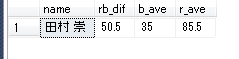 name rb_dif b_ave r_ave
1 田村 崇 50.5 35 85.5